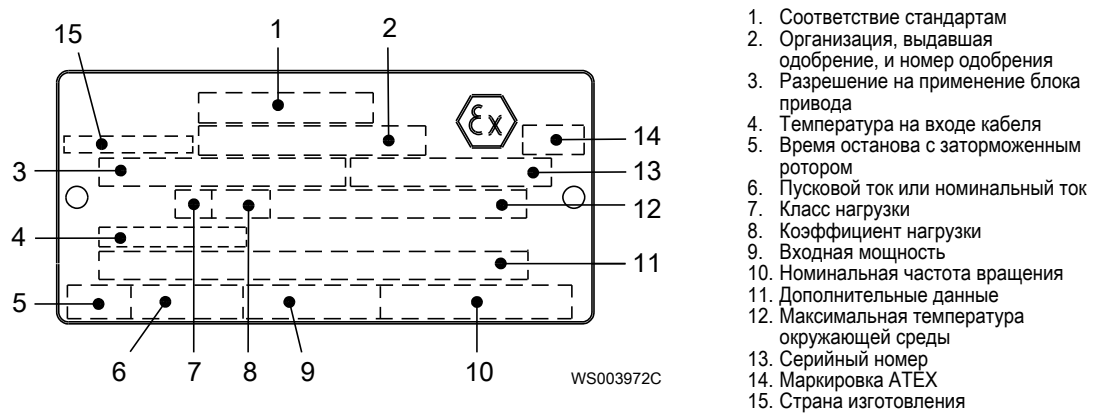 1
2
15
14
3
13
12
4
11
5
6
7
8
9
10
εx
WS003972C
1. Соответствие стандартам
2. Организация, выдавшая
одобрение, и номер одобрения
3. Разрешение на применение блока
привода
4. Температура на входе кабеля
5. Время останова с заторможенным
ротором
6. Пусковой ток или номинальный ток
7. Класс нагрузки
8. Коэффициент нагрузки
9. Входная мощность
10. Номинальная частота вращения
11. Дополнительные данные
12. Максимальная температура
окружающей среды
13. Серийный номер
14. Маркировка ATEX
15. Страна изготовления